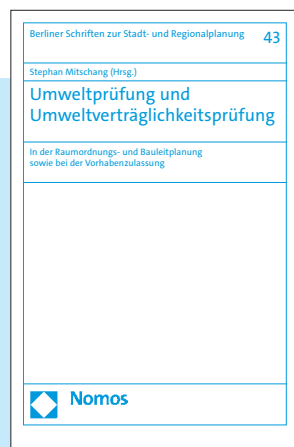 Berliner Schriften zur Stadt- und Regionalplanung 43
Stephan Mitschang (Hrsg.)
Umweltprüfung und
Umweltverträglichkeitsprüfung
In der Raumordnungs- und Bauleitplanung
sowie bei der Vorhabenzulassung
Nomos